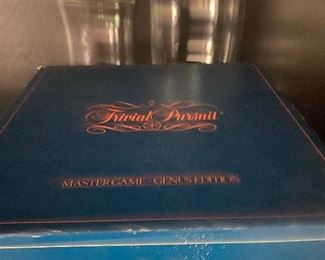 Trivial Pursuit
MASTER GAME - GENUS EDITION